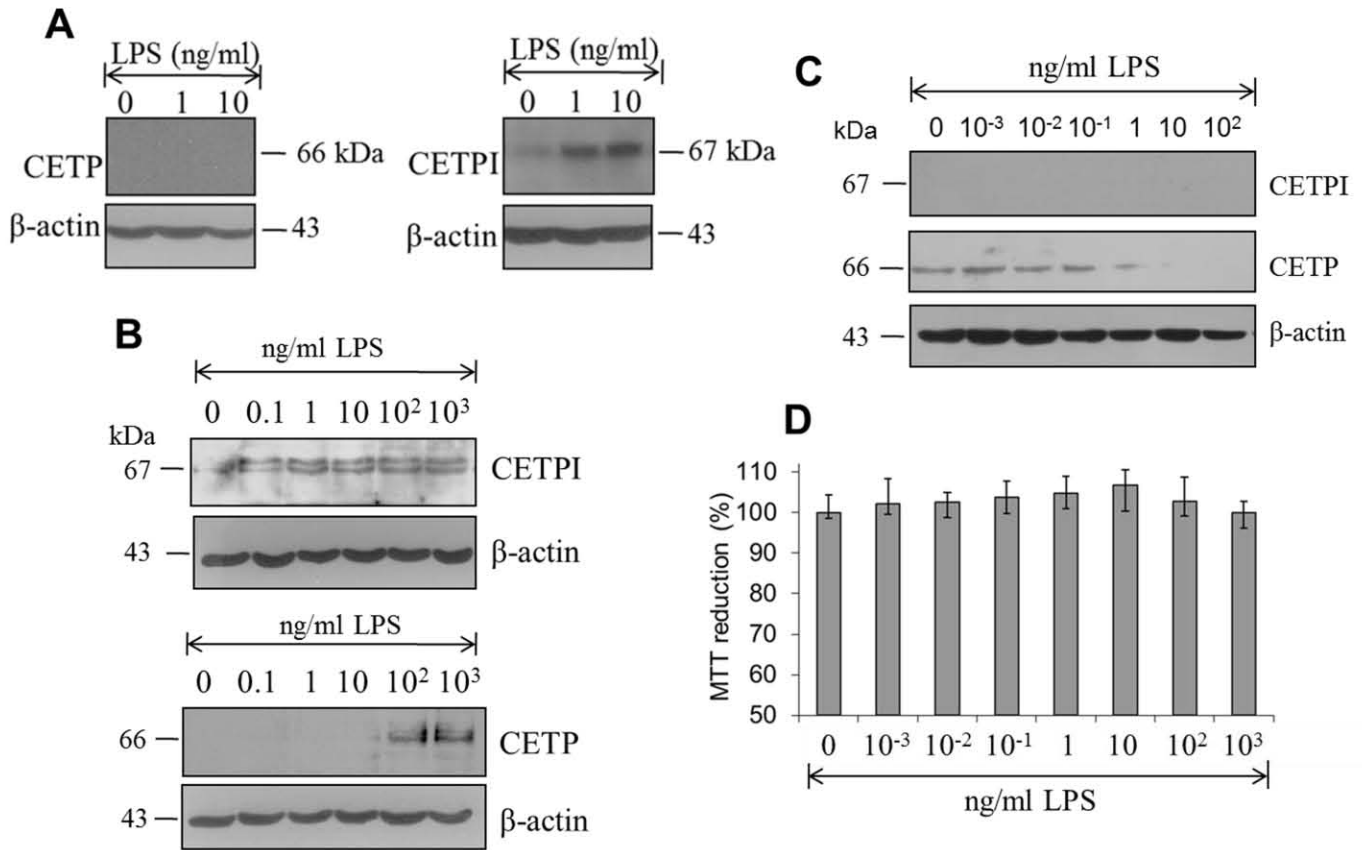 A
LPS (ng/ml)
0 1 10
CETP
66 kDa
β-actin
43
LPS (ng/ml)
0 1 10
CETPI
67 kDa
β-actin
43
B
ng/ml LPS
0 0.1 1 10 10² 10³
kDa
67
CETPI
43
β-actin
ng/ml LPS
0 0.1 1 10 10² 10³
66
CETP
43
β-actin
C
ng/ml LPS
kDa
0 10⁻³ 10⁻² 10⁻¹ 1 10 10²
67
CETPI
66
CETP
43
β-actin
D
MTT reduction (%)
110
100
90
80
70
60
50
0 10⁻³ 10⁻² 10⁻¹ 1 10 10² 10³
ng/ml LPS